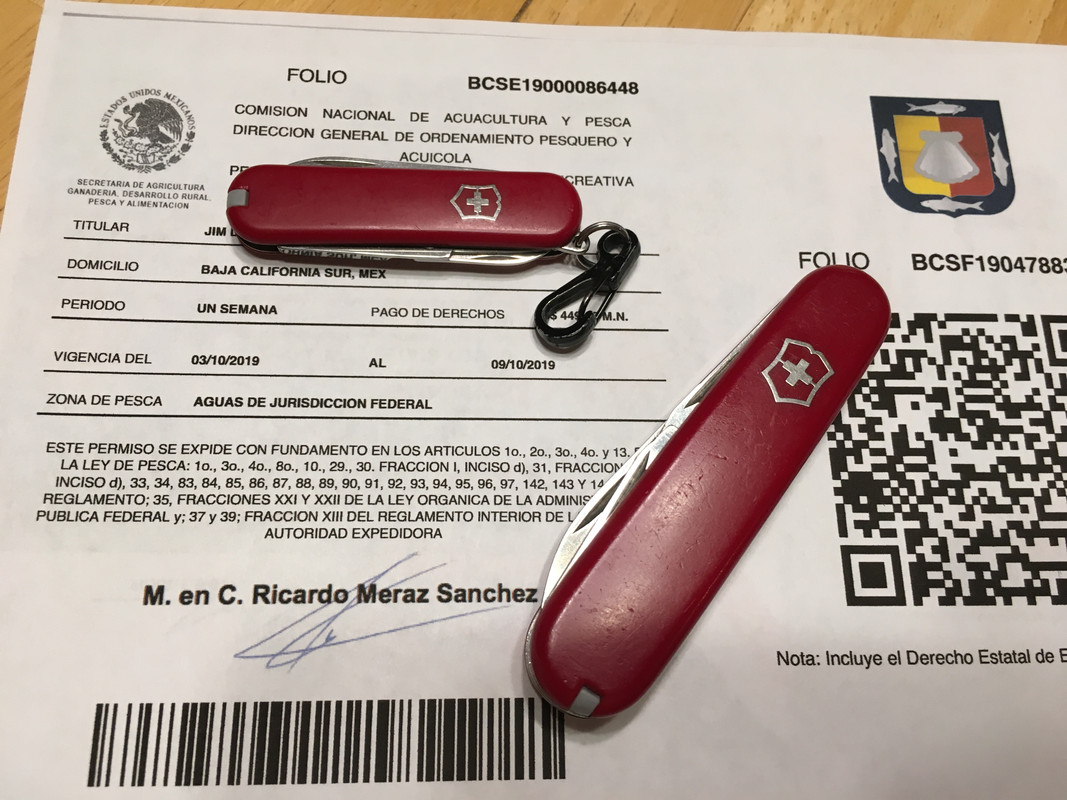 FOLIO BCSE19000086448
COMISION NACIONAL DE ACUACULTURA Y PESCA
DIRECCION GENERAL DE ORDENAMIENTO PESQUERO Y
ACUICOLA
ESTADOS UNIDOS MEXICANOS
SECRETARIA DE AGRICULTURA
GANADERIA, DESARROLLO RURAL,
PESCA Y ALIMENTACION
TITULAR JIM
DOMICILIO BAJA CALIFORNIA SUR, MEX
PERIODO UN SEMANA PAGO DE DERECHOS $ 449 M.N.
VIGENCIA DEL 03/10/2019 AL 09/10/2019
ZONA DE PESCA AGUAS DE JURISDICCION FEDERAL
ESTE PERMISO SE EXPIDE CON FUNDAMENTO EN LOS ARTICULOS 1o., 2o., 3o., 4o. y 13.
LA LEY DE PESCA: 1o., 3o., 4o., 8o., 10., 29., 30. FRACCION I, INCISO d), 31, FRACCION
INCISO d), 33, 34, 83, 84, 85, 86, 87, 88, 89, 90, 91, 92, 93, 94, 95, 96, 97, 142, 143 Y
REGLAMENTO; 35, FRACCIONES XXI Y XXII DE LA LEY ORGANICA DE LA
PUBLICA FEDERAL y; 37 y 39; FRACCION XIII DEL REGLAMENTO INTERIOR DE
AUTORIDAD EXPEDIDORA
M. en C. Ricardo Meraz Sanchez
FOLIO BCSF1904788
Nota: Incluye el Derecho Estatal de